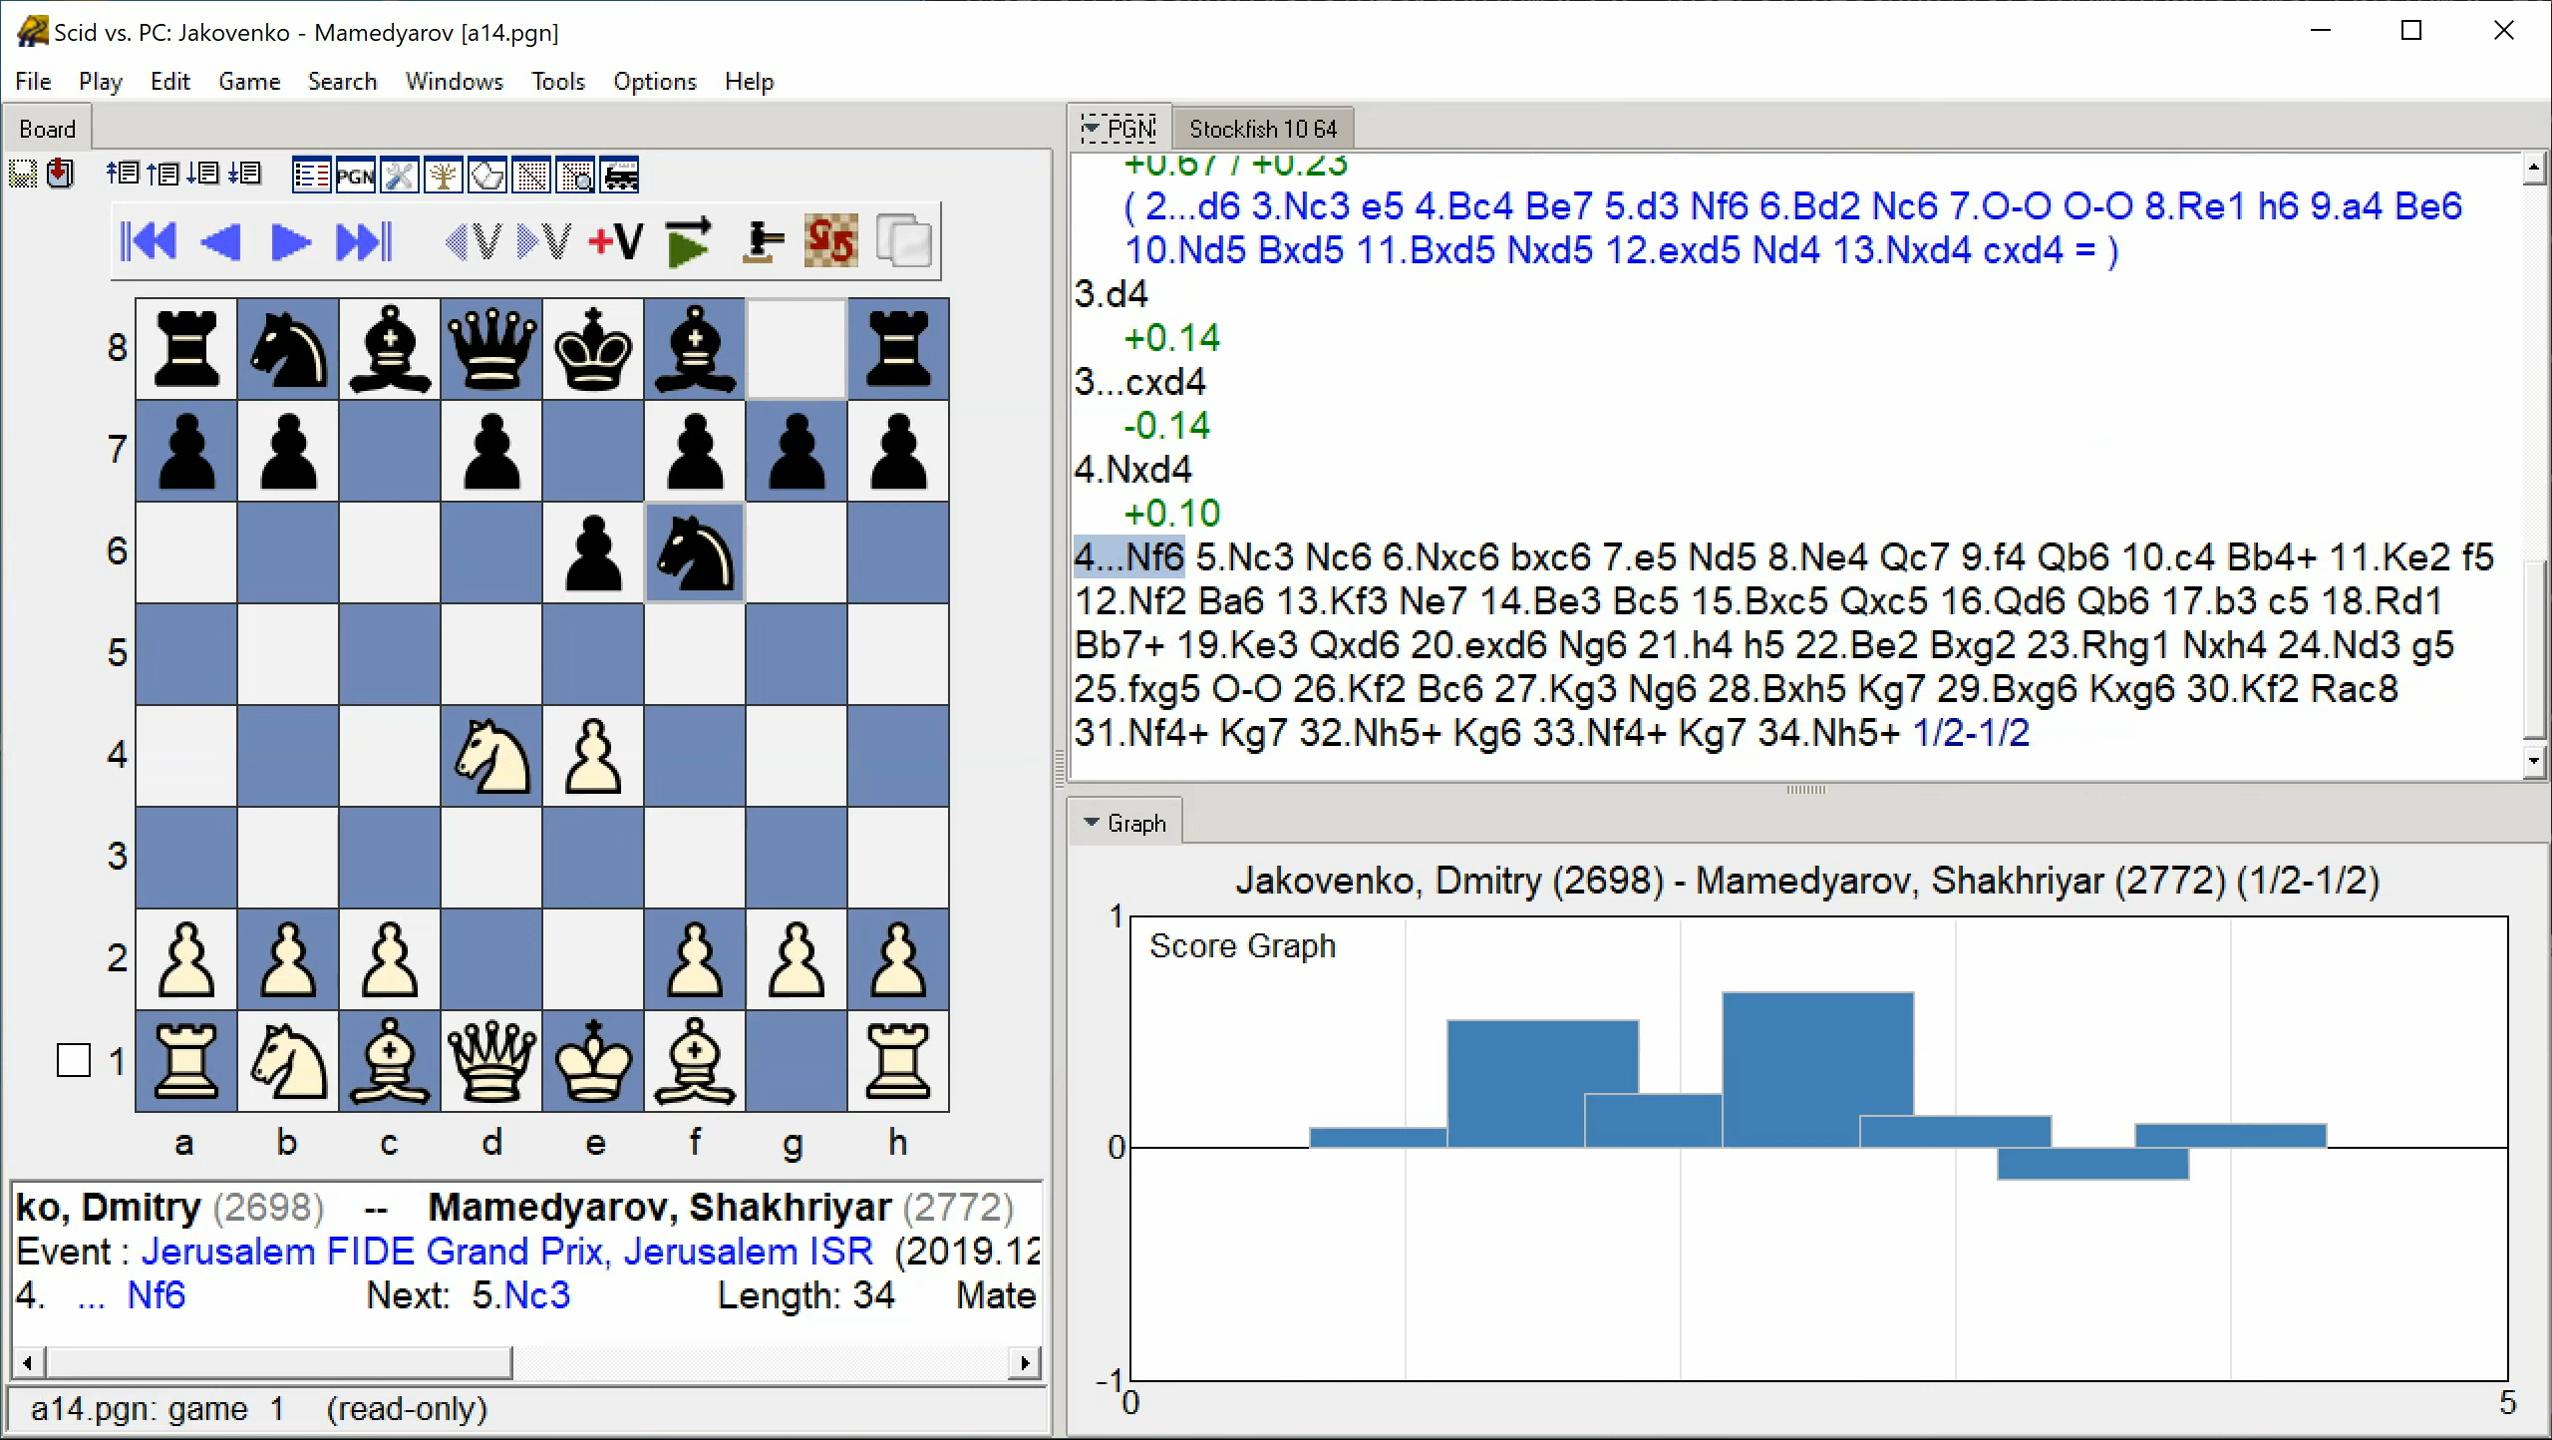 Scid vs. PC: Jakovenko - Mamedyarov [a14.pgn]
File Play Edit Game Search Windows Tools Options Help
Board
PGN
8
7
6
5
4
3
2
1
a b c d e f g h
ko, Dmitry (2698) -- Mamedyarov, Shakhriyar (2772)
Event : Jerusalem FIDE Grand Prix, Jerusalem ISR (2019.12
4. ... Nf6 Next: 5.Nc3 Length: 34 Mate
a14.pgn: game 1 (read-only)
PGN Stockfish 10 64
+0.67 / +0.23
( 2...d6 3.Nc3 e5 4.Bc4 Be7 5.d3 Nf6 6.Bd2 Nc6 7.O-O O-O 8.Re1 h6 9.a4 Be6
10.Nd5 Bxd5 11.Bxd5 Nxd5 12.exd5 Nd4 13.Nxd4 cxd4 = )
3.d4
+0.14
3...cxd4
-0.14
4.Nxd4
+0.10
4...Nf6 5.Nc3 Nc6 6.Nxc6 bxc6 7.e5 Nd5 8.Ne4 Qc7 9.f4 Qb6 10.c4 Bb4+ 11.Ke2 f5
12.Nf2 Ba6 13.Kf3 Ne7 14.Be3 Bc5 15.Bxc5 Qxc5 16.Qd6 Qb6 17.b3 c5 18.Rd1
Bb7+ 19.Ke3 Qxd6 20.exd6 Ng6 21.h4 h5 22.Be2 Bxg2 23.Rhg1 Nxh4 24.Nd3 g5
25.fxg5 O-O 26.Kf2 Bc6 27.Kg3 Ng6 28.Bxh5 Kg7 29.Bxg6 Kxg6 30.Kf2 Rac8
31.Nf4+ Kg7 32.Nh5+ Kg6 33.Nf4+ Kg7 34.Nh5+ 1/2-1/2
Graph
Jakovenko, Dmitry (2698) - Mamedyarov, Shakhriyar (2772) (1/2-1/2)
1
Score Graph
0
-1
0 5